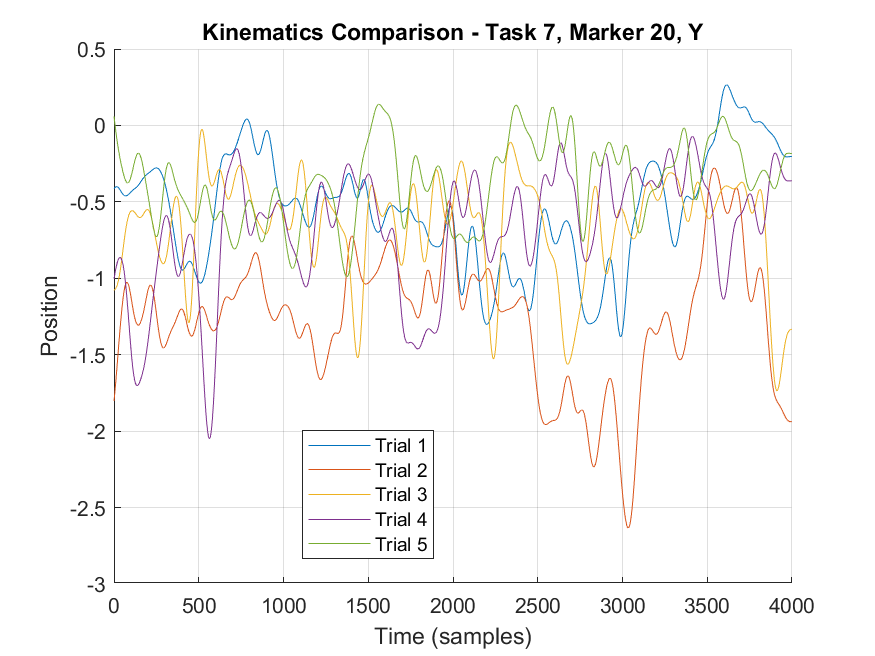 Kinematics Comparison - Task 7, Marker 20, Y
0.5
0
-0.5
-1
-1.5
-2
-2.5
-3
Position
Trial 1
Trial 2
Trial 3
Trial 4
Trial 5
0 500 1000 1500 2000 2500 3000 3500 4000
Time (samples)